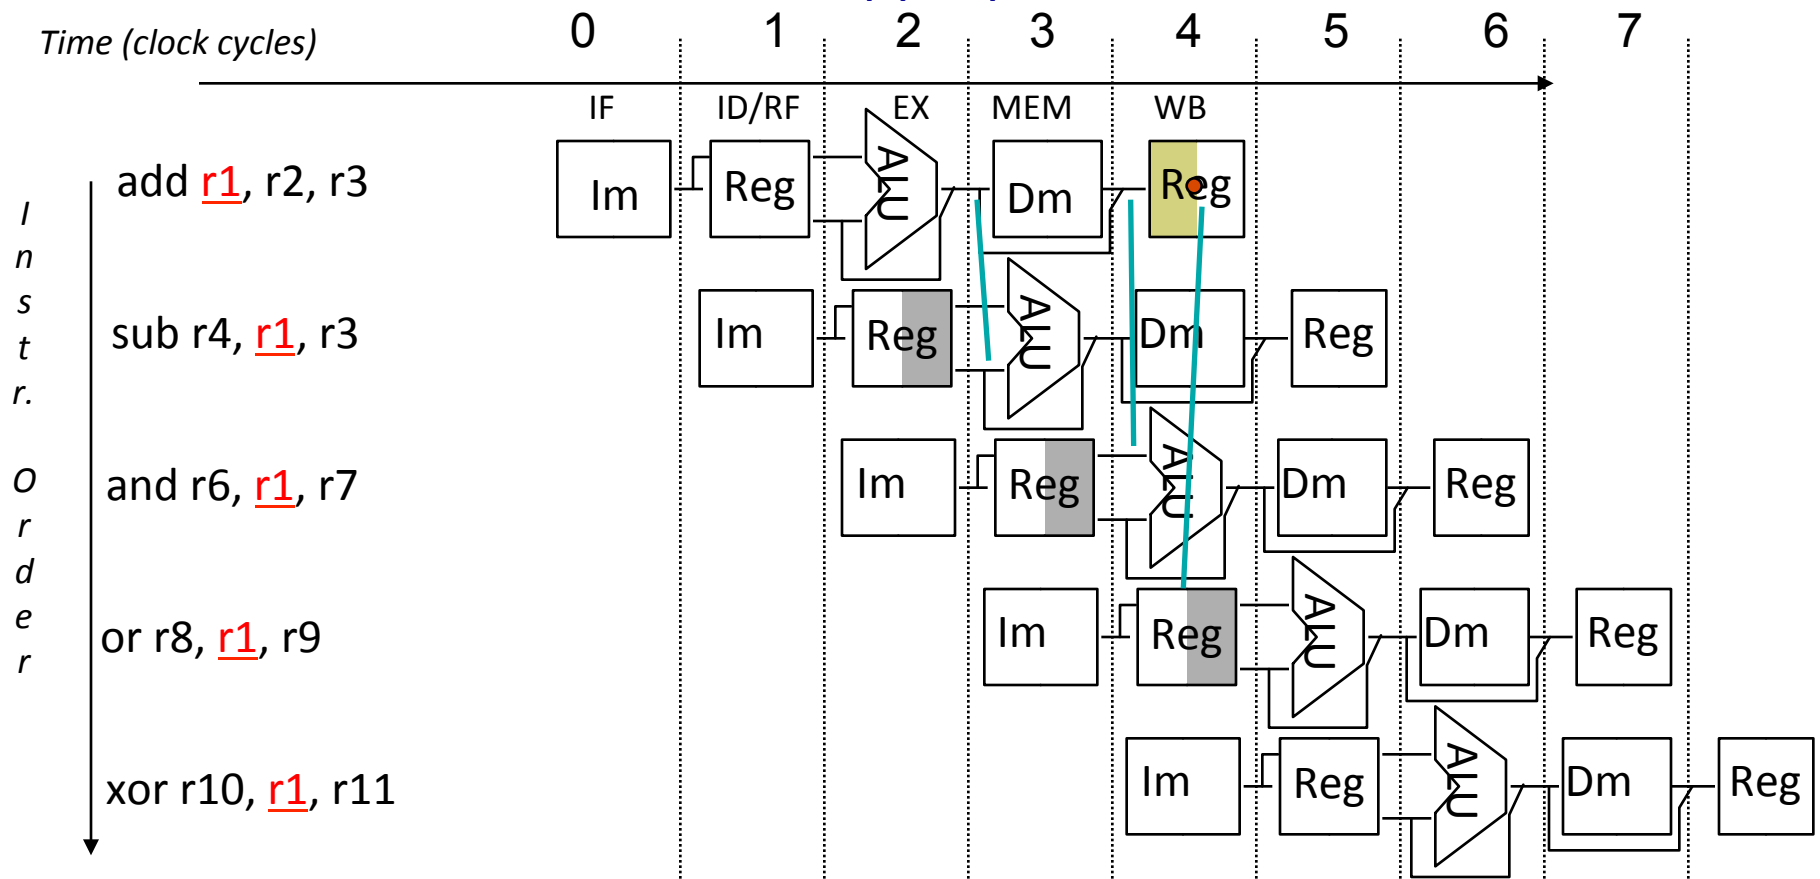 Time (clock cycles)
0 1 2 3 4 5 6 7
IF ID/RF EX MEM WB
Instr. Order
add r1, r2, r3
Im Reg ALU Dm Reg
sub r4, r1, r3
Im Reg ALU Dm Reg
and r6, r1, r7
Im Reg ALU Dm Reg
or r8, r1, r9
Im Reg ALU Dm Reg
xor r10, r1, r11
Im Reg ALU Dm Reg